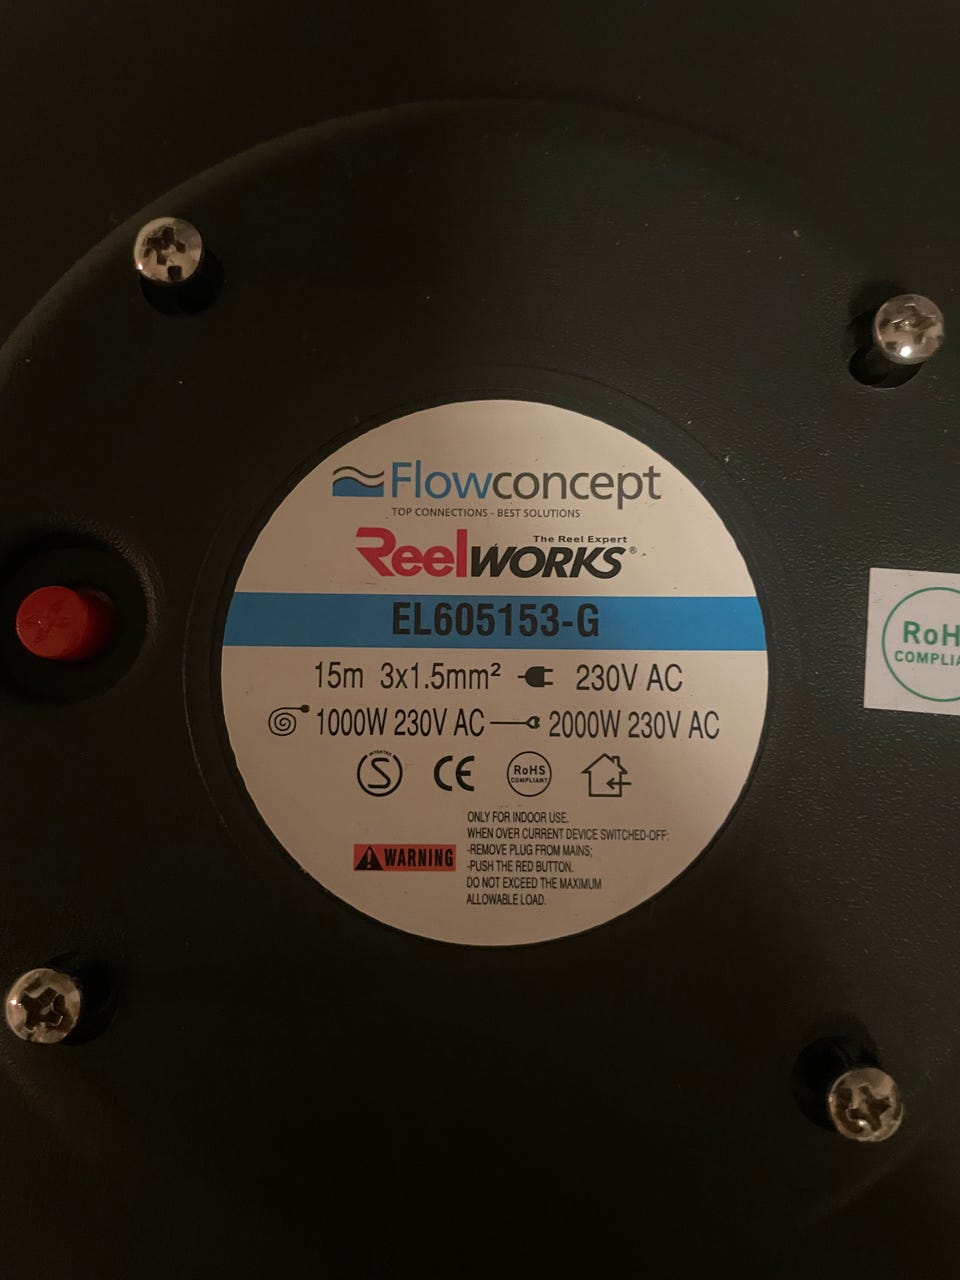 Flowconcept
TOP CONNECTIONS - BEST SOLUTIONS
The Reel Expert
ReelWORKS®
EL605153-G
15m 3x1.5mm² 230V AC
1000W 230V AC 2000W 230V AC
INTERTEK
S CE RoHS
COMPLIANT
WARNING
ONLY FOR INDOOR USE.
WHEN OVER CURRENT DEVICE SWITCHED-OFF:
-REMOVE PLUG FROM MAINS;
-PUSH THE RED BUTTON.
DO NOT EXCEED THE MAXIMUM
ALLOWABLE LOAD.
RoH
COMPLIA